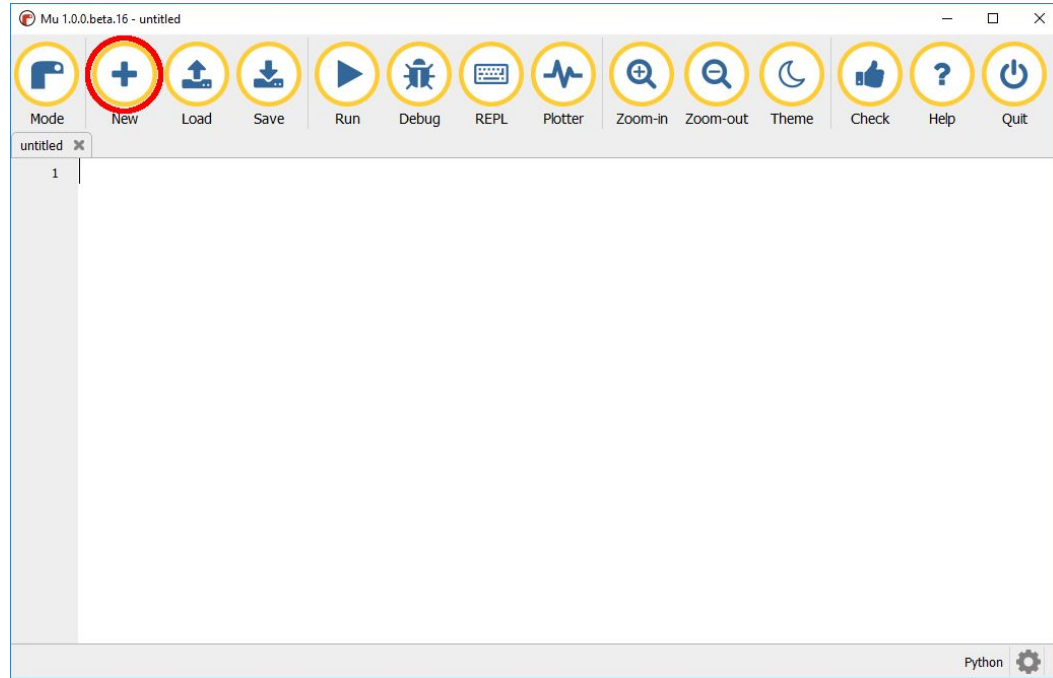 Mu 1.0.0.beta.16 - untitled
Mode New Load Save Run Debug REPL Plotter Zoom-in Zoom-out Theme Check Help Quit
untitled
1
Python